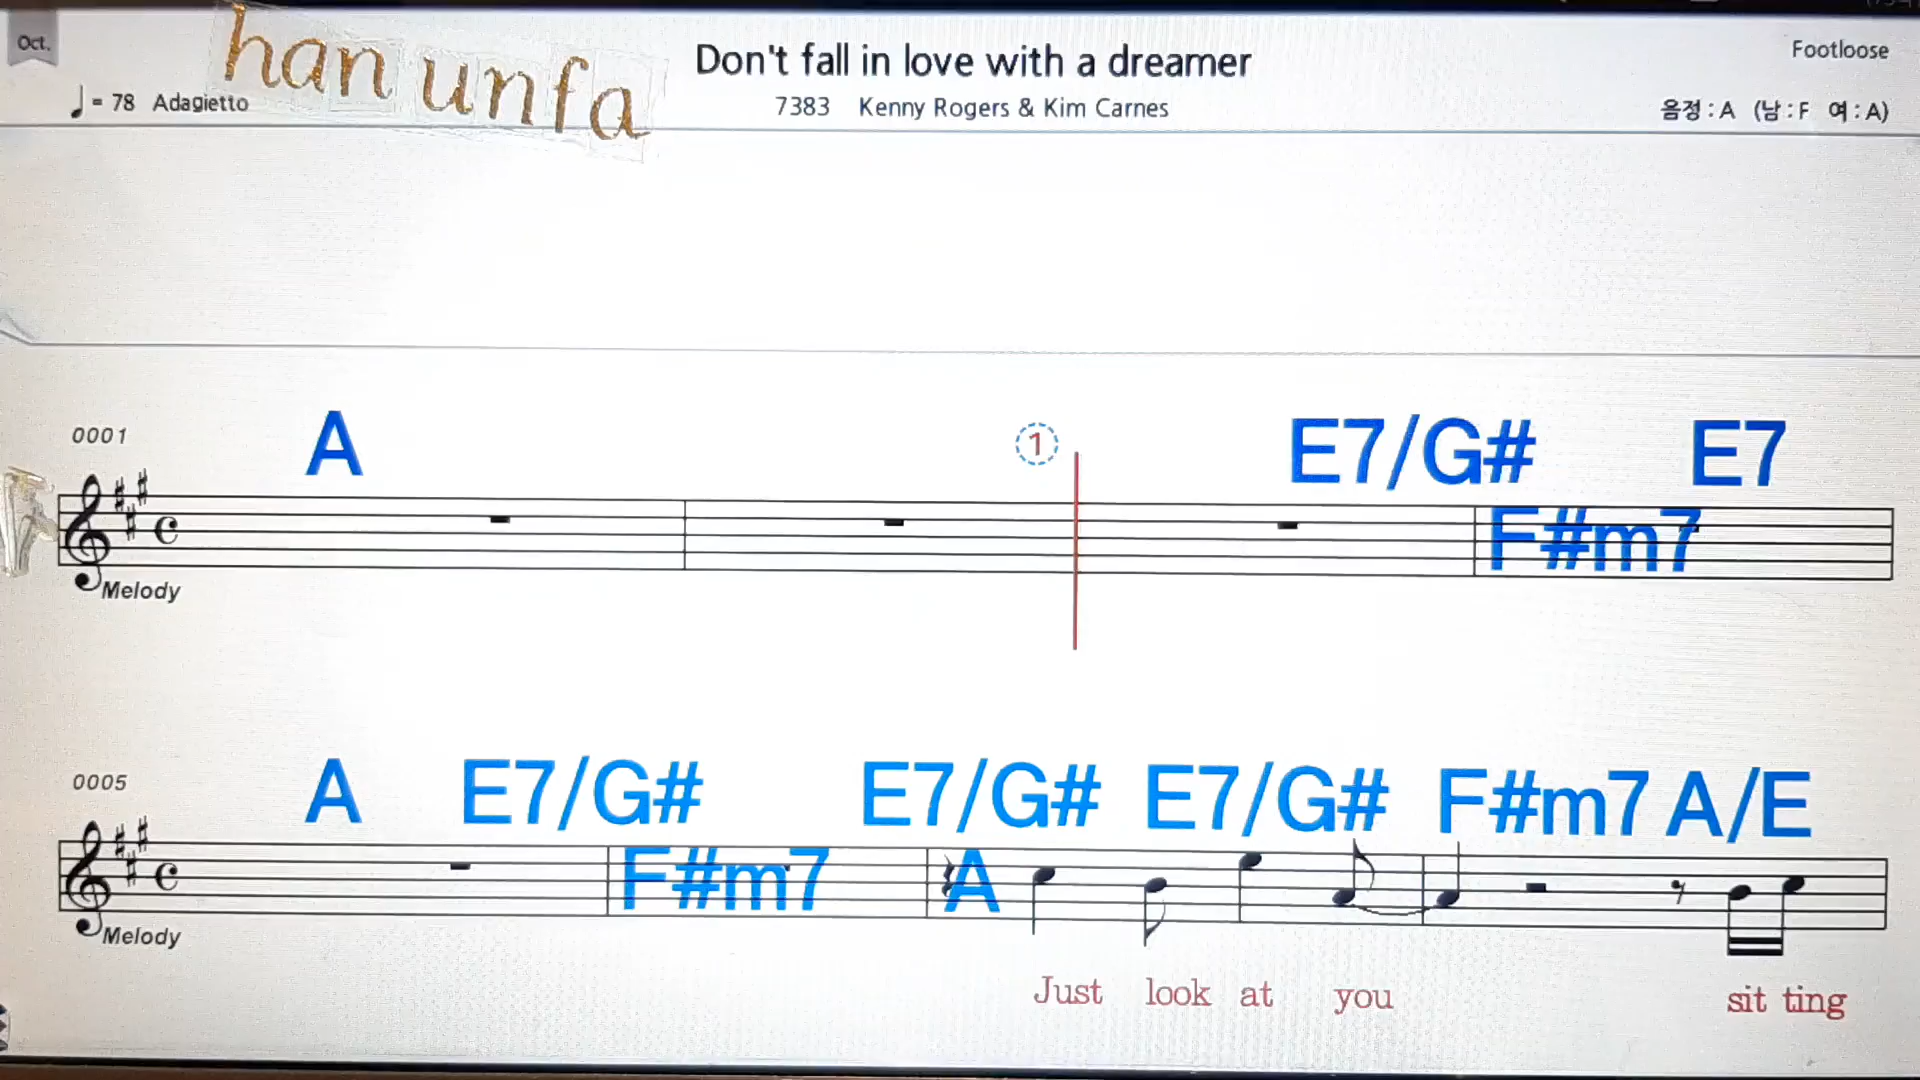 Oct.
han unfa
Don't fall in love with a dreamer
Footloose
= 78 Adagietto
7383 Kenny Rogers & Kim Carnes
음정 : A (남 : F 여 : A)
0001
A
1
E7/G#
E7
F#m7
Melody
0005
A E7/G# E7/G# E7/G# F#m7 A/E
F#m7 A
Melody
Just look at you sit ting